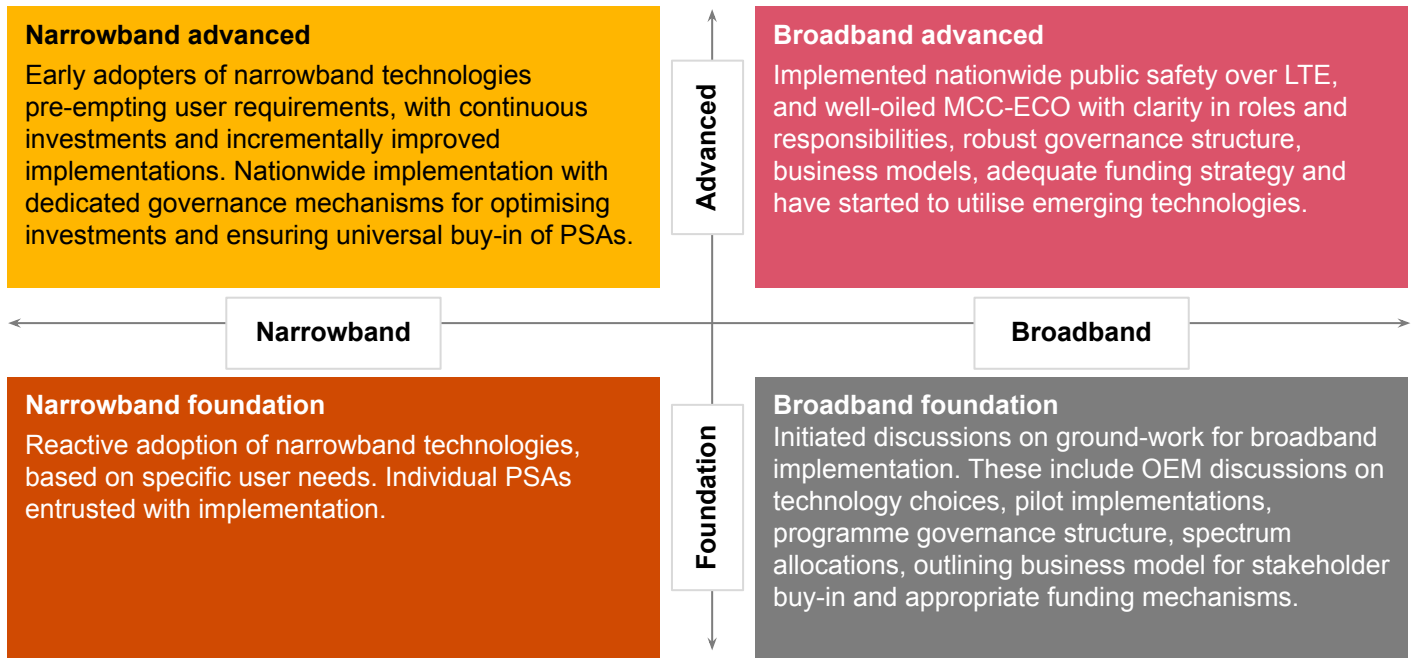 Narrowband advanced
Early adopters of narrowband technologies
pre-empting user requirements, with continuous
investments and incrementally improved
implementations. Nationwide implementation with
dedicated governance mechanisms for optimising
investments and ensuring universal buy-in of PSAs.
Advanced
Broadband advanced
Implemented nationwide public safety over LTE,
and well-oiled MCC-ECO with clarity in roles and
responsibilities, robust governance structure,
business models, adequate funding strategy and
have started to utilise emerging technologies.
Narrowband
Broadband
Narrowband foundation
Reactive adoption of narrowband technologies,
based on specific user needs. Individual PSAs
entrusted with implementation.
Foundation
Broadband foundation
Initiated discussions on ground-work for broadband
implementation. These include OEM discussions on
technology choices, pilot implementations,
programme governance structure, spectrum
allocations, outlining business model for stakeholder
buy-in and appropriate funding mechanisms.